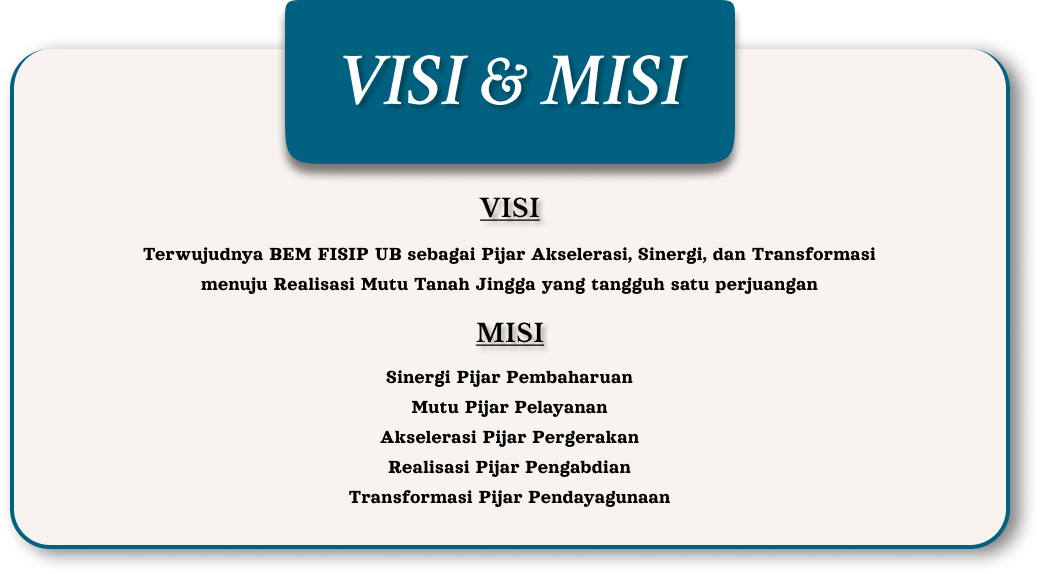 VISI & MISI
VISI
Terwujudnya BEM FISIP UB sebagai Pijar Akselerasi, Sinergi, dan Transformasi
menuju Realisasi Mutu Tanah Jingga yang tangguh satu perjuangan
MISI
Sinergi Pijar Pembaharuan
Mutu Pijar Pelayanan
Akselerasi Pijar Pergerakan
Realisasi Pijar Pengabdian
Transformasi Pijar Pendayagunaan